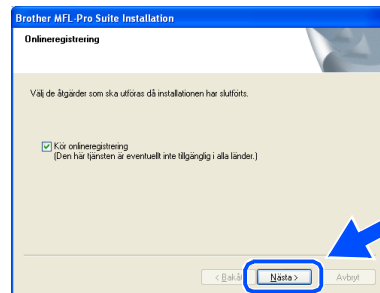 Brother MFL-Pro Suite Installation
Onlineregistrering
Välj de åtgärder som ska utföras då installationen har slutförts.
Kör onlineregistrering
(Den här tjänsten är eventuellt inte tillgänglig i alla länder.)
< Bakåt Nästa > Avbryt